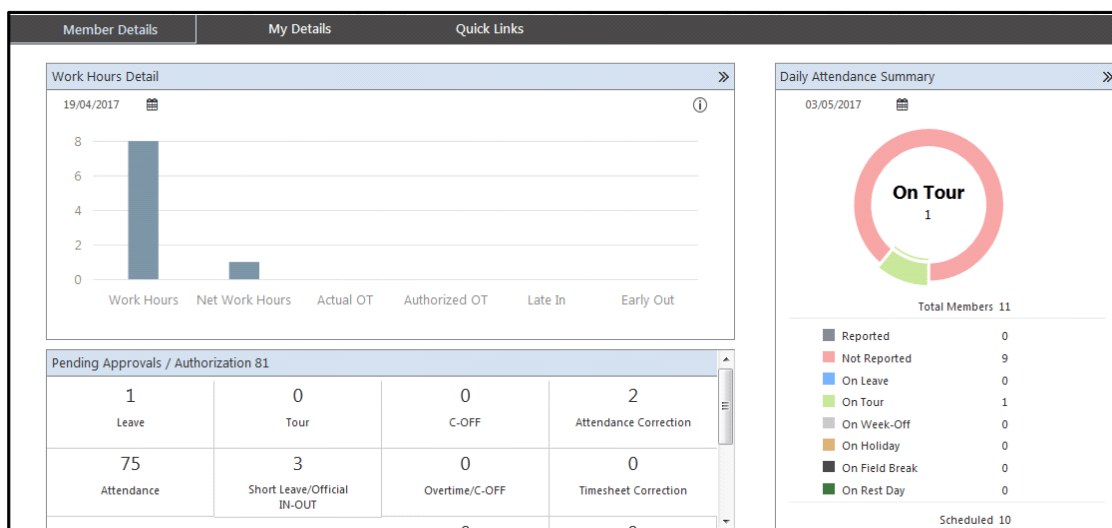 Member Details
My Details
Quick Links
Work Hours Detail
19/04/2017
8
6
4
2
0
Work Hours
Net Work Hours
Actual OT
Authorized OT
Late In
Early Out
Pending Approvals / Authorization 81
1
0
0
2
Leave
Tour
C-OFF
Attendance Correction
75
3
0
0
Attendance
Short Leave/Official
IN-OUT
Overtime/C-OFF
Timesheet Correction
Daily Attendance Summary
03/05/2017
On Tour
1
Total Members 11
Reported 0
Not Reported 9
On Leave 0
On Tour 1
On Week-Off 0
On Holiday 0
On Field Break 0
On Rest Day 0
Scheduled 10